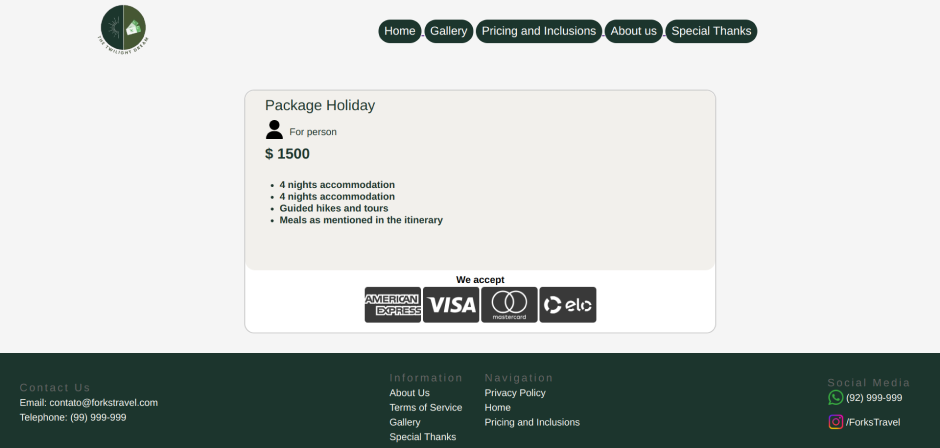 THE TWILIGHT DREAM
Home Gallery Pricing and Inclusions About us Special Thanks
Package Holiday
For person
$ 1500
4 nights accommodation
4 nights accommodation
Guided hikes and tours
Meals as mentioned in the itinerary
We accept
AMERICAN EXPRESS VISA mastercard elo
Contact Us
Email: contato@forkstravel.com
Telephone: (99) 999-999
Information
About Us
Terms of Service
Gallery
Special Thanks
Navigation
Privacy Policy
Home
Pricing and Inclusions
Social Media
(92) 999-999
/ForksTravel